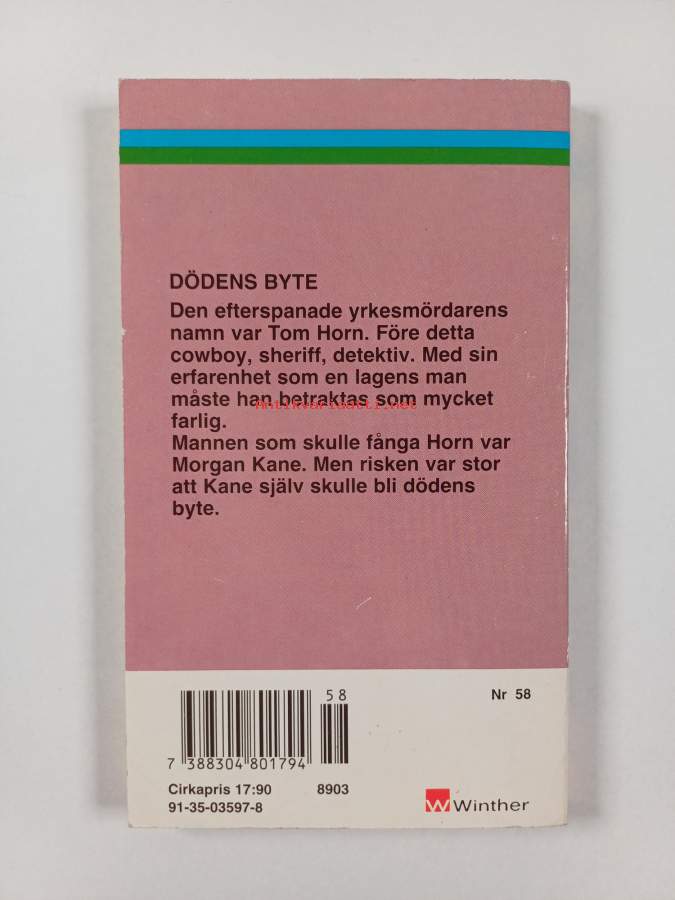 DÖDENS BYTE
Den efterspanade yrkesmördarens
namn var Tom Horn. Före detta
cowboy, sheriff, detektiv. Med sin
erfarenhet som en lagens man
måste han betraktas som mycket
Antikvariaatti.net
farlig.
Mannen som skulle fånga Horn var
Morgan Kane. Men risken var stor
att Kane själv skulle bli dödens
byte.
58
Nr 58
7 388304 801794
Cirkapris 17:90 8903
91-35-03597-8
Winther